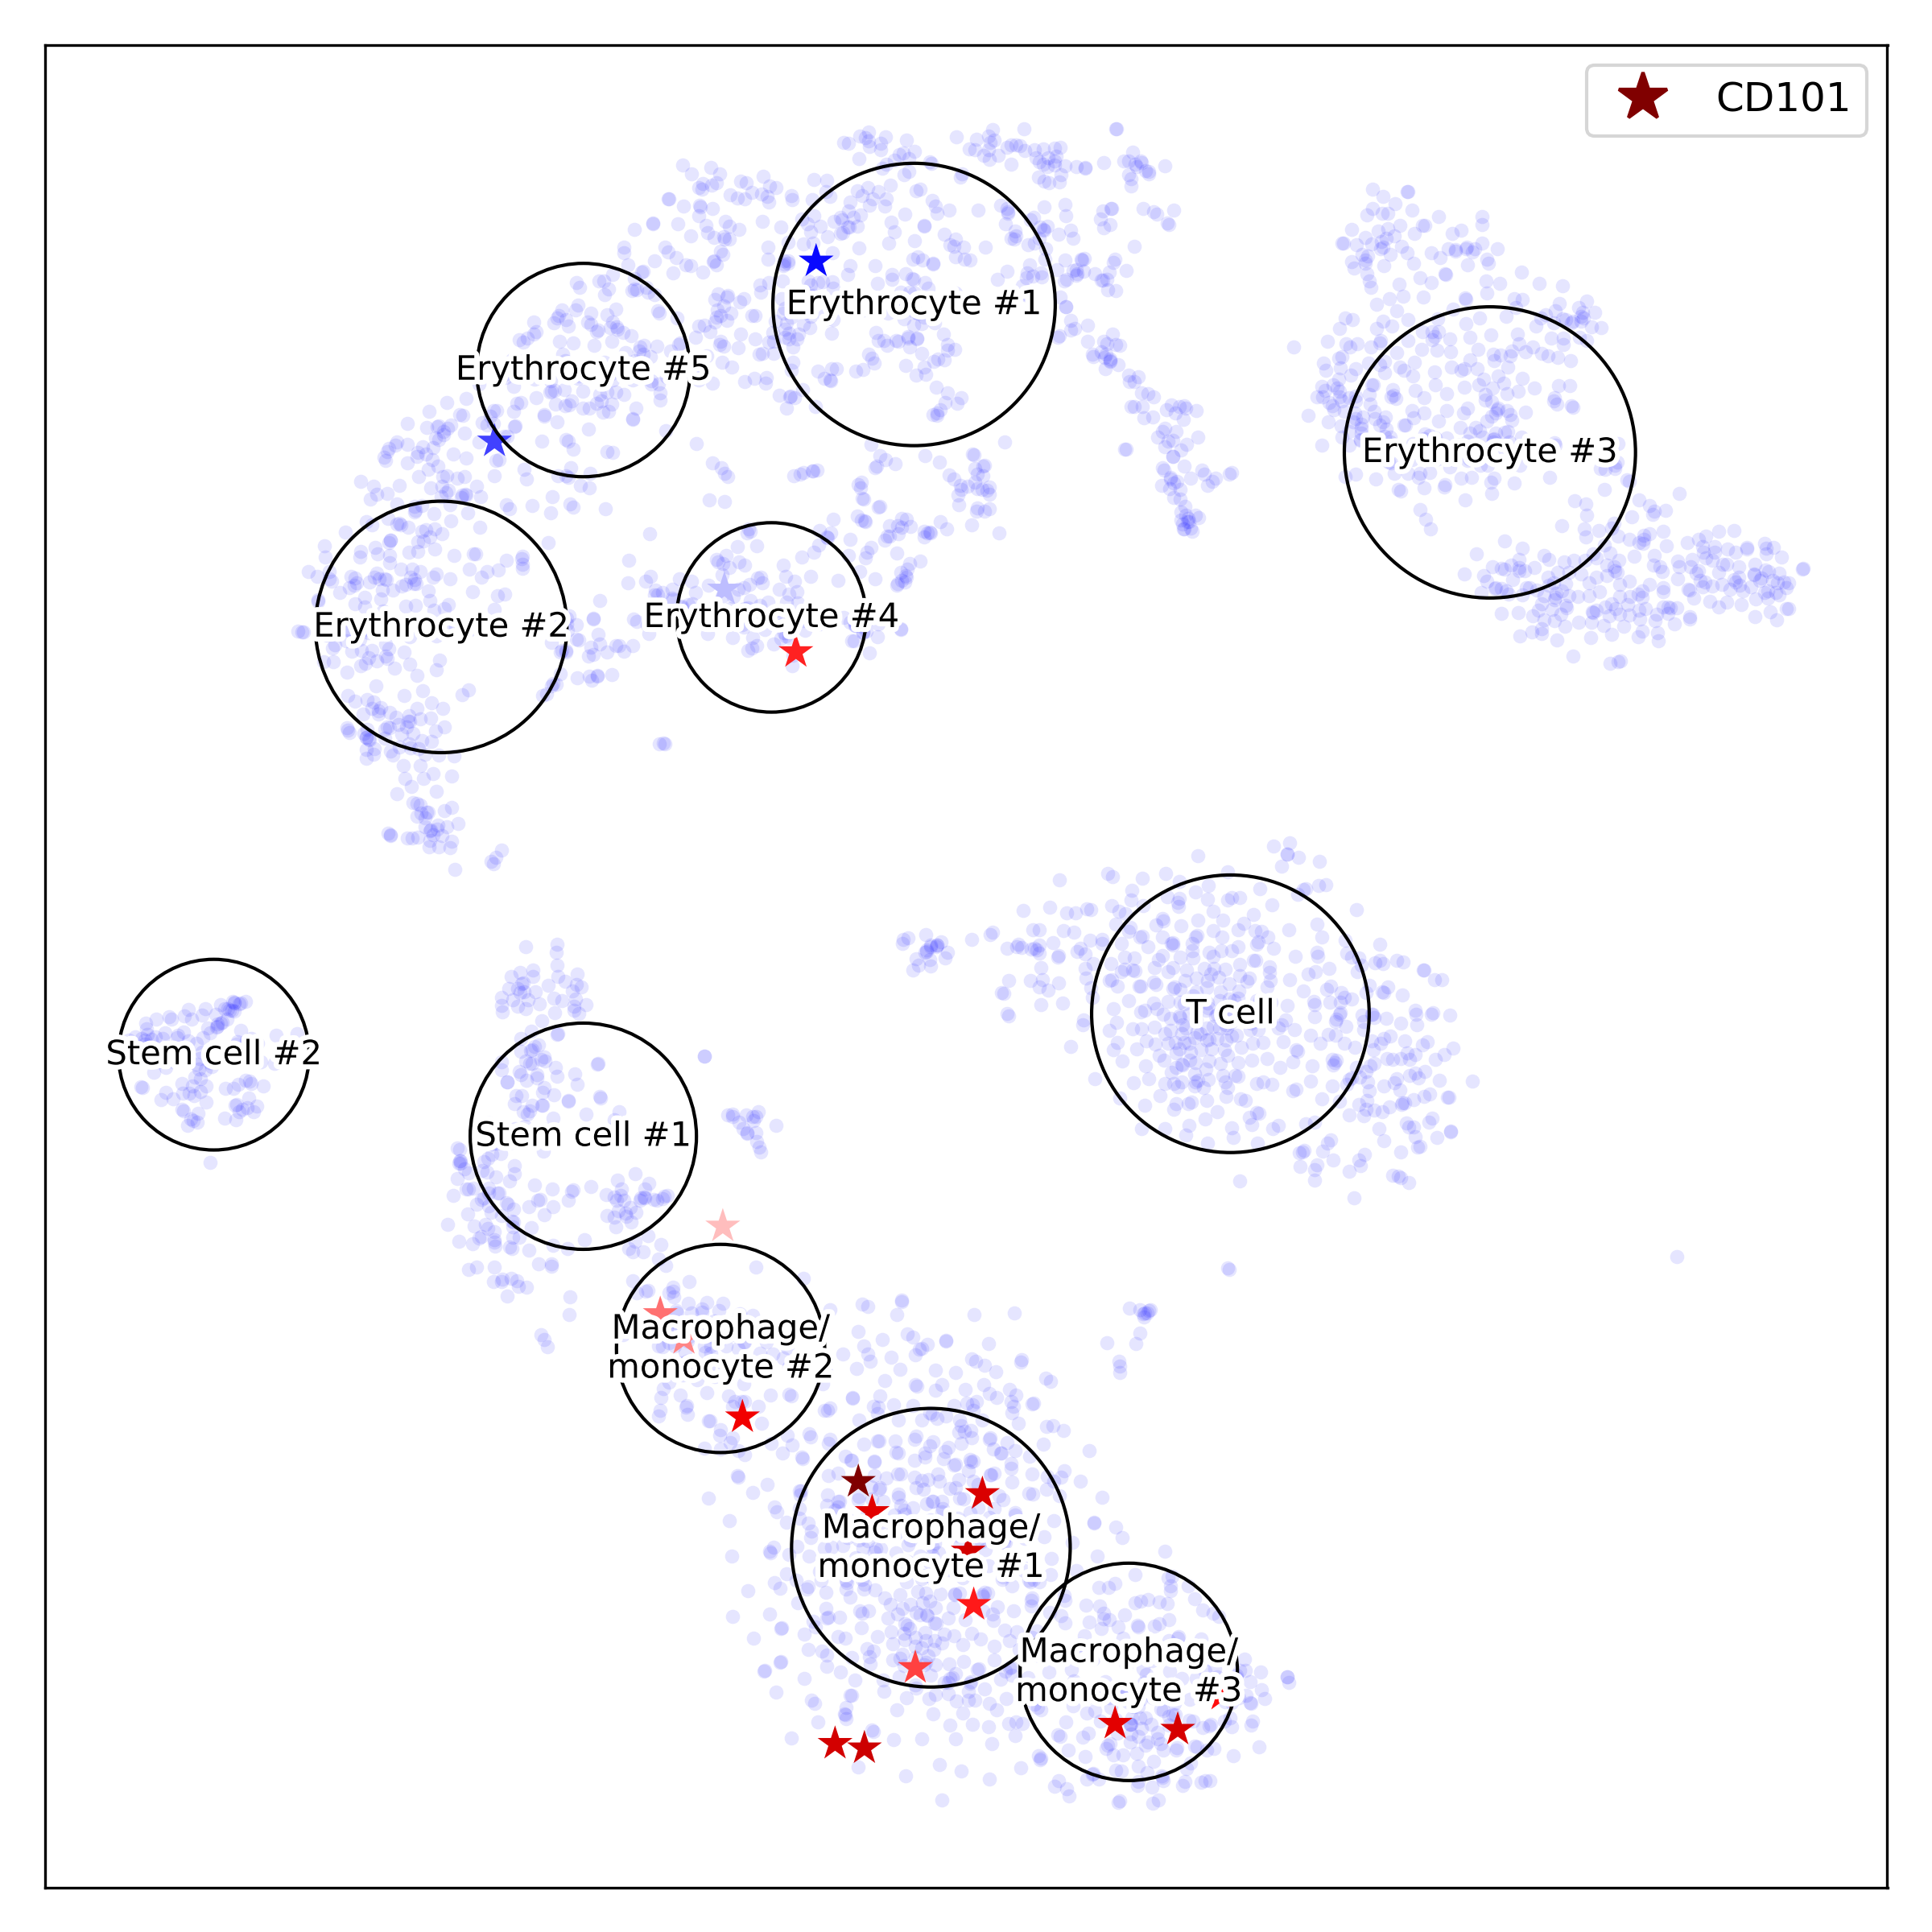 CD101
Erythrocyte #1
Erythrocyte #5
Erythrocyte #3
Erythrocyte #4
Erythrocyte #2
T cell
Stem cell #2
Stem cell #1
Macrophage/
monocyte #2
Macrophage/
monocyte #1
Macrophage/
monocyte #3